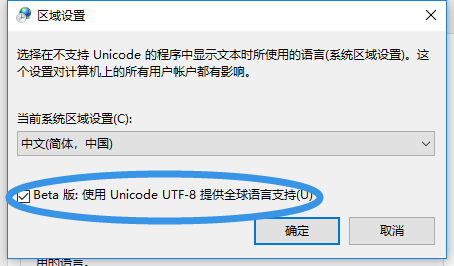 区域设置
选择在不支持 Unicode 的程序中显示文本时所使用的语言(系统区域设置)。这
个设置对计算机上的所有用户帐户都有影响。
当前系统区域设置(C):
中文(简体，中国)
Beta 版: 使用 Unicode UTF-8 提供全球语言支持(U)
确定
取消
用的语言。